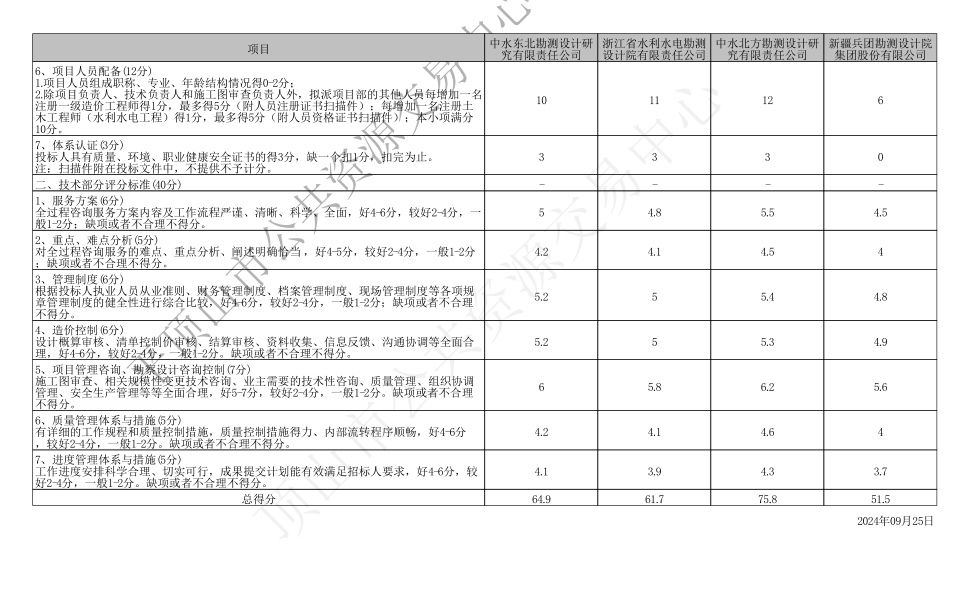 项目
中水东北勘测设计研
究有限责任公司
浙江省水利水电勘测
设计院有限责任公司
中水北方勘测设计研
究有限责任公司
新疆兵团勘测设计院
集团股份有限公司
6、项目人员配备(12分)
1.项目人员组成职称、专业、年龄结构情况得0-2分；
2.除项目负责人、技术负责人和施工图审查负责人外，拟派项目部的其他人员每增加一名
注册一级造价工程师得1分，最多得5分（附人员注册证书扫描件）；每增加一名注册土
木工程师（水利水电工程）得1分，最多得5分（附人员资格证书扫描件）；本小项满分
10分。
10
11
12
6
7、体系认证(3分)
投标人具有质量、环境、职业健康安全证书的得3分，缺一个扣1分，扣完为止。
注：扫描件附在投标文件中，不提供不予计分。
3
3
3
0
二、技术部分评分标准(40分)
—
—
—
—
1、服务方案(6分)
全过程咨询服务方案内容及工作流程严谨、清晰、科学、全面，好4-6分，较好2-4分，一
般1-2分；缺项或者不合理不得分。
5
4.8
5.5
4.5
2、重点、难点分析(5分)
对全过程咨询服务的难点、重点分析、阐述明确恰当，好4-5分，较好2-4分，一般1-2分
；缺项或者不合理不得分。
4.2
4.1
4.5
4
3、管理制度(6分)
根据投标人执业人员从业准则、财务管理制度、档案管理制度、现场管理制度等各项规
章管理制度的健全性进行综合比较，好4-6分，较好2-4分，一般1-2分；缺项或者不合理
不得分。
5.2
5
5.4
4.8
4、造价控制(6分)
设计概算审核、清单控制价审核、结算审核、资料收集、信息反馈、沟通协调等全面合
理，好4-6分，较好2-4分，一般1-2分。缺项或者不合理不得分。
5.2
5
5.3
4.9
5、项目管理咨询、勘察设计咨询控制(7分)
施工图审查、相关规模性变更技术咨询、业主需要的技术性咨询、质量管理、组织协调
管理、安全生产管理等等全面合理，好5-7分，较好2-4分，一般1-2分。缺项或者不合理
不得分。
6
5.8
6.2
5.6
6、质量管理体系与措施(5分)
有详细的工作规程和质量控制措施，质量控制措施得力、内部流转程序顺畅，好4-6分
，较好2-4分，一般1-2分。缺项或者不合理不得分。
4.2
4.1
4.6
4
7、进度管理体系与措施(5分)
工作进度安排科学合理、切实可行，成果提交计划能有效满足招标人要求，好4-6分，较
好2-4分，一般1-2分。缺项或者不合理不得分。
4.1
3.9
4.3
3.7
总得分
64.9
61.7
75.8
51.5
2024年09月25日
平顶山市公共资源交易中心
顶山市公共资源交易中心